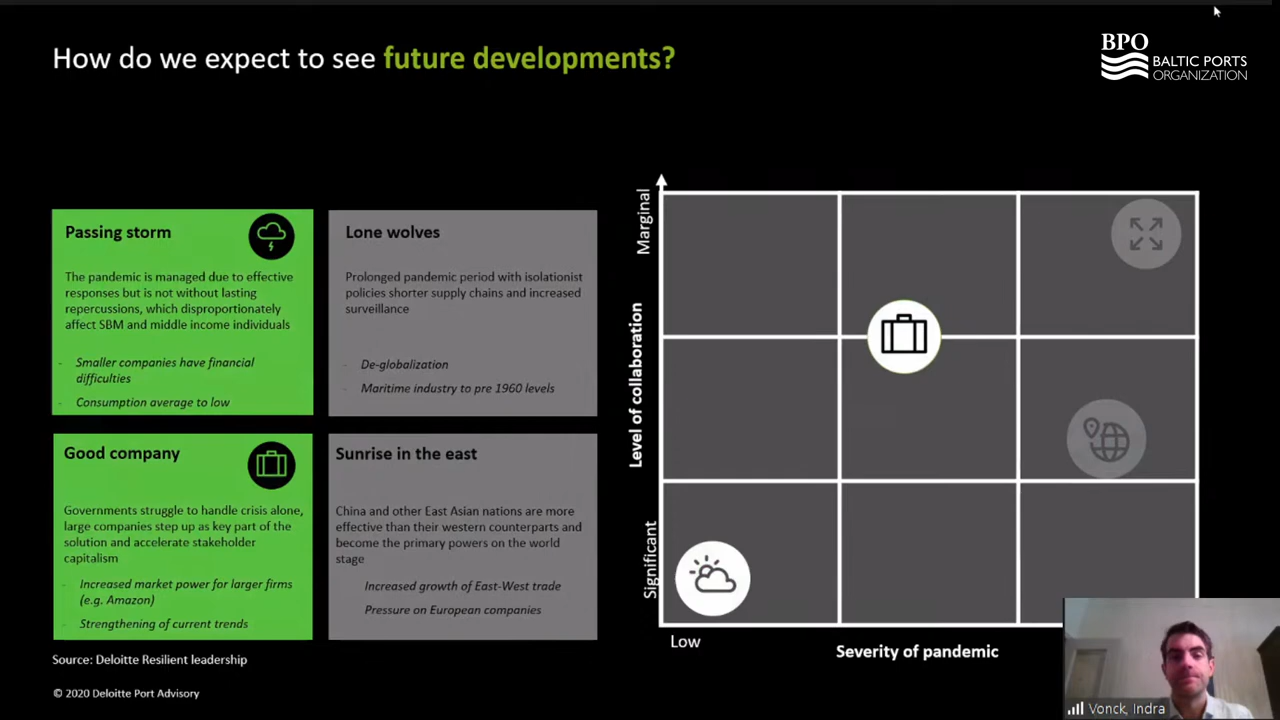 How do we expect to see future developments?
BPO
BALTIC PORTS
ORGANIZATION
Passing storm
The pandemic is managed due to effective
responses but is not without lasting
repercussions, which disproportionately
affect SBM and middle income individuals
- Smaller companies have financial
difficulties
- Consumption average to low
Lone wolves
Prolonged pandemic period with isolationist
policies shorter supply chains and increased
surveillance
- De-globalization
- Maritime industry to pre 1960 levels
Good company
Governments struggle to handle crisis alone,
large companies step up as key part of the
solution and accelerate stakeholder
capitalism
- Increased market power for larger firms
(e.g. Amazon)
- Strengthening of current trends
Sunrise in the east
China and other East Asian nations are more
effective than their western counterparts and
become the primary powers on the world
stage
Increased growth of East-West trade
Pressure on European companies
Marginal
Level of collaboration
Significant
Low
Severity of pandemic
Source: Deloitte Resilient leadership
© 2020 Deloitte Port Advisory
Vonck, Indra